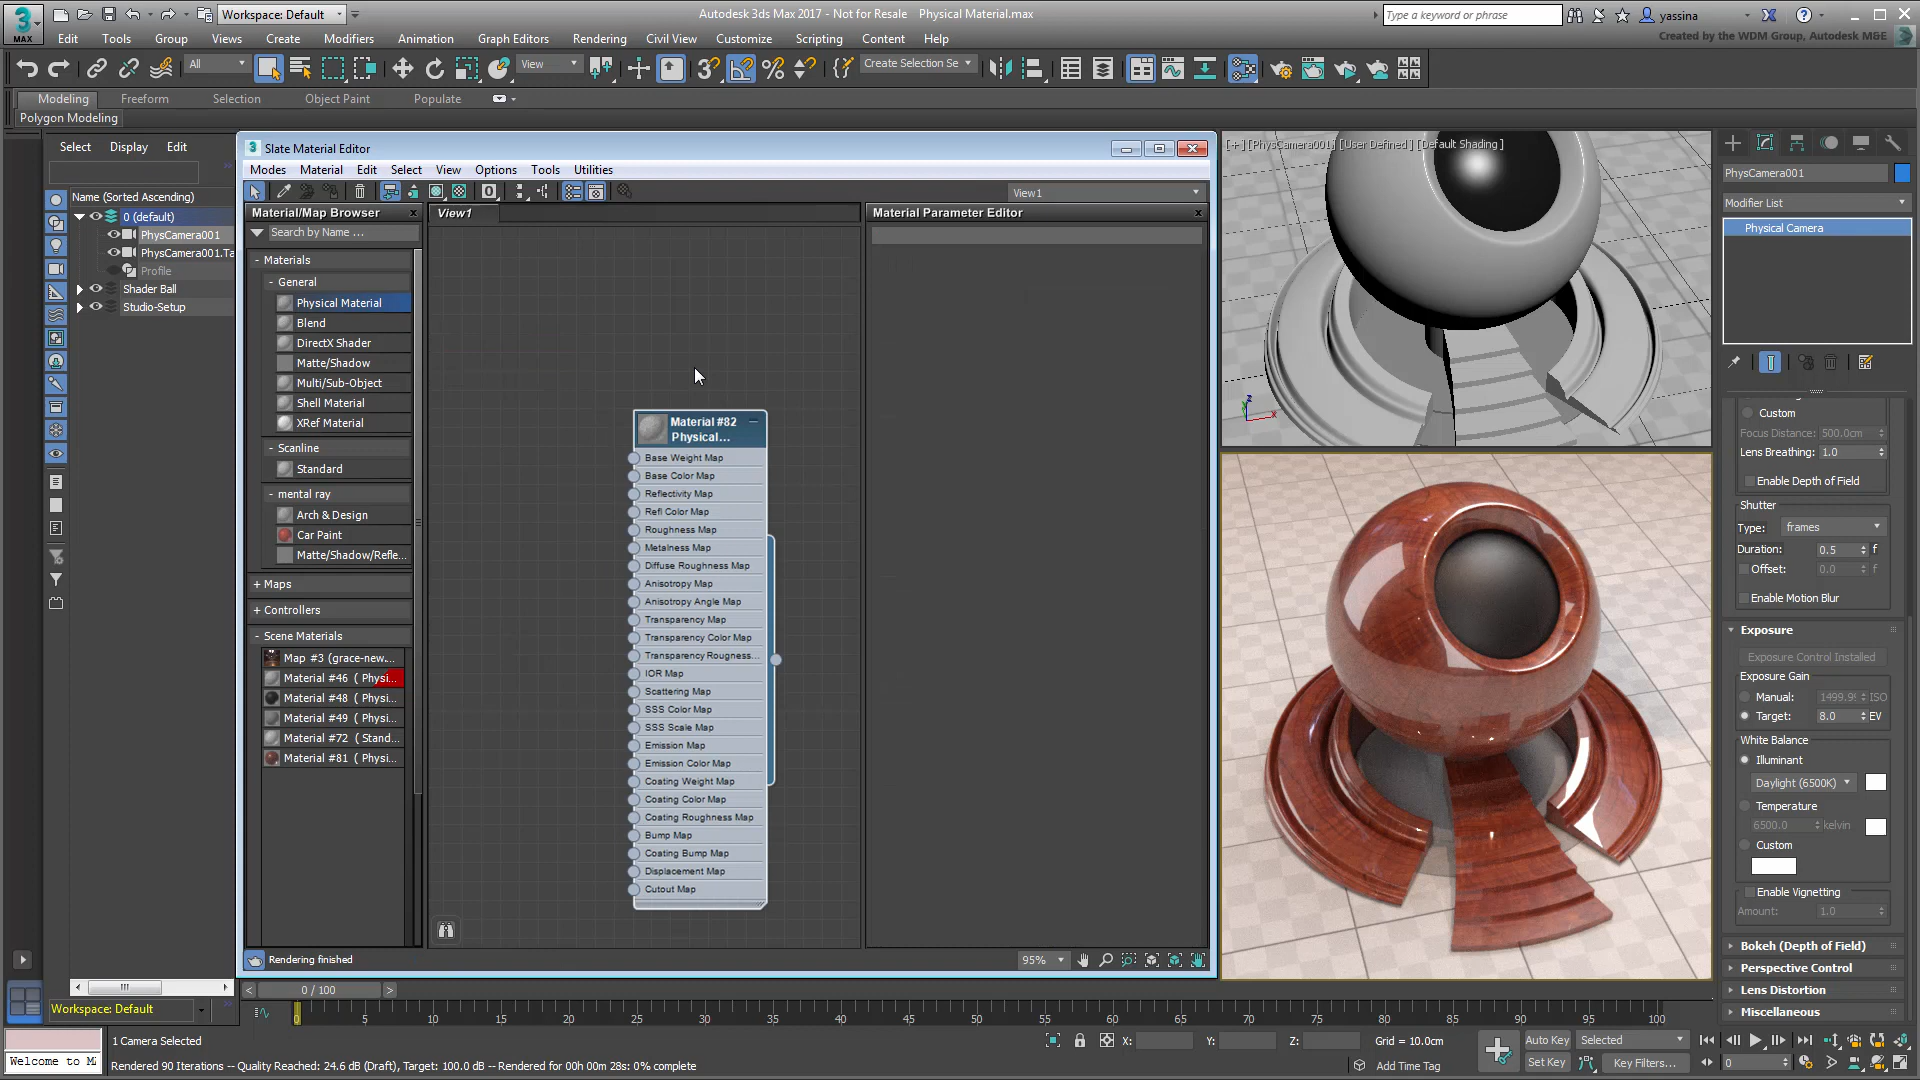 Workspace: Default
Autodesk 3ds Max 2017 - Not for Resale    Physical Material.max
Type a keyword or phrase
yassina
MAX
Edit Tools Group Views Create Modifiers Animation Graph Editors Rendering Civil View Customize Scripting Content Help
Created by the WDM Group, Autodesk M&E
All
View
Create Selection Se
Modeling Freeform Selection Object Paint Populate
Polygon Modeling
Select Display Edit
Name (Sorted Ascending)
0 (default)
PhysCamera001
PhysCamera001.Ta
Profile
Shader Ball
Studio-Setup
Workspace: Default
Slate Material Editor
Modes Material Edit Select View Options Tools Utilities
View1
Material/Map Browser
Search by Name ...
- Materials
- General
Physical Material
Blend
DirectX Shader
Matte/Shadow
Multi/Sub-Object
Shell Material
XRef Material
- Scanline
Standard
- mental ray
Arch & Design
Car Paint
Matte/Shadow/Refle...
+ Maps
+ Controllers
- Scene Materials
Map #3 (grace-new...
Material #46 ( Physi...
Material #48 ( Physi...
Material #49 ( Physi...
Material #72 ( Stand...
Material #81 ( Physi...
View1
Material #82
Physical...
Base Weight Map
Base Color Map
Reflectivity Map
Refl Color Map
Roughness Map
Metalness Map
Diffuse Roughness Map
Anisotropy Map
Anisotropy Angle Map
Transparency Map
Transparency Color Map
Transparency Rougness...
IOR Map
Scattering Map
SSS Color Map
SSS Scale Map
Emission Map
Emission Color Map
Coating Weight Map
Coating Color Map
Coating Roughness Map
Bump Map
Coating Bump Map
Displacement Map
Cutout Map
Material Parameter Editor
Rendering finished
95%
[+] [PhysCamera001] [User Defined] [Default Shading]
PhysCamera001
Modifier List
Physical Camera
Custom
Focus Distance: 500.0cm
Lens Breathing: 1.0
Enable Depth of Field
Shutter
Type: frames
Duration: 0.5 f
Offset: 0.0 f
Enable Motion Blur
Exposure
Exposure Control Installed
Exposure Gain
Manual: 1499.9 ISO
Target: 8.0 EV
White Balance
Illuminant
Daylight (6500K)
Temperature
6500.0 kelvin
Custom
Enable Vignetting
Amount: 1.0
Bokeh (Depth of Field)
Perspective Control
Lens Distortion
Miscellaneous
< 0 / 100 >
0 5 10 15 20 25 30 35 40 45 50 55 60 65 70 75 80 85 90 95 100
Welcome to M
1 Camera Selected
Rendered 90 Iterations -- Quality Reached: 24.6 dB (Draft), Target: 100.0 dB -- Rendered for 00h 00m 28s: 0% complete
X: Y: Z: Grid = 10.0cm
Add Time Tag
Auto Key Selected
Set Key Key Filters...
0